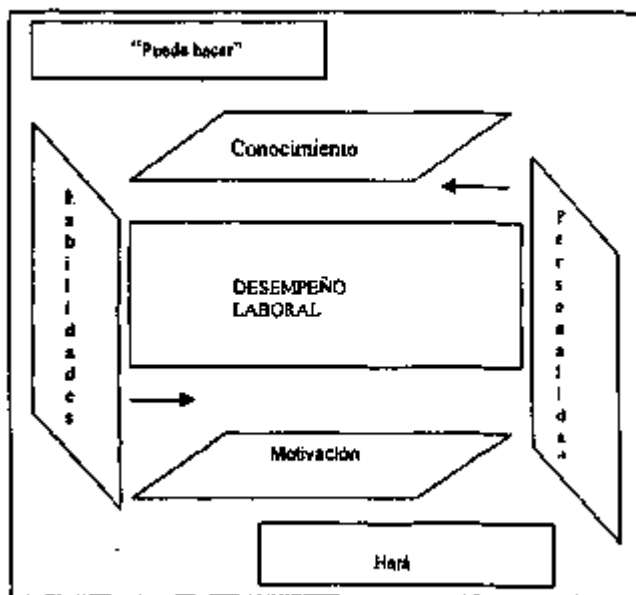 "Puede hacer"
Conocimiento
Habilidades
DESEMPEÑO
LABORAL
Personalidad
Motivación
Hará